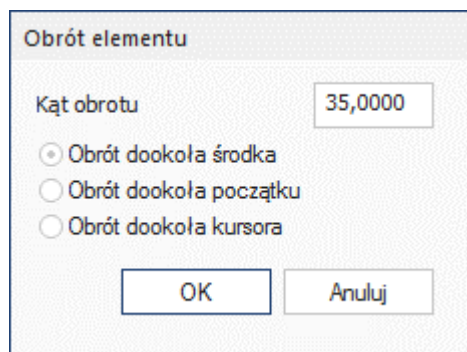 Obrót elementu
Kąt obrotu 35,0000
Obrót dookoła środka
Obrót dookoła początku
Obrót dookoła kursora
OK Anuluj